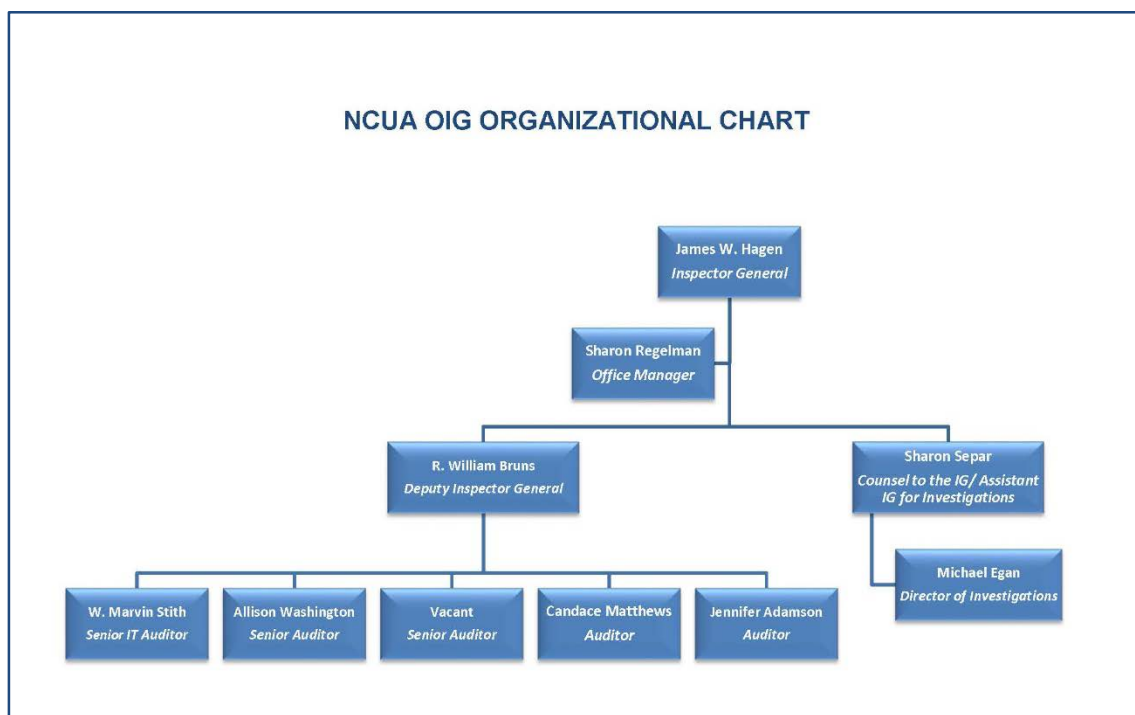 NCUA OIG ORGANIZATIONAL CHART
James W. Hagen
Inspector General
Sharon Regelman
Office Manager
R. William Bruns
Deputy Inspector General
Sharon Separ
Counsel to the IG/ Assistant
IG for Investigations
Michael Egan
Director of Investigations
W. Marvin Stith
Senior IT Auditor
Allison Washington
Senior Auditor
Vacant
Senior Auditor
Candace Matthews
Auditor
Jennifer Adamson
Auditor